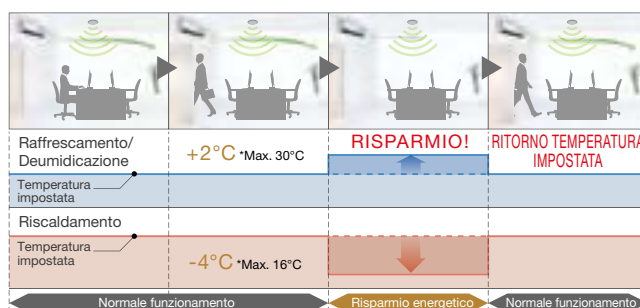 Raffrescamento/
Deumidicazione
+2°C *Max. 30°C
RISPARMIO!
RITORNO TEMPERATURA
IMPOSTATA
Temperatura
impostata
Riscaldamento
Temperatura
impostata
-4°C *Max. 16°C
Normale funzionamento
Risparmio energetico
Normale funzionamento